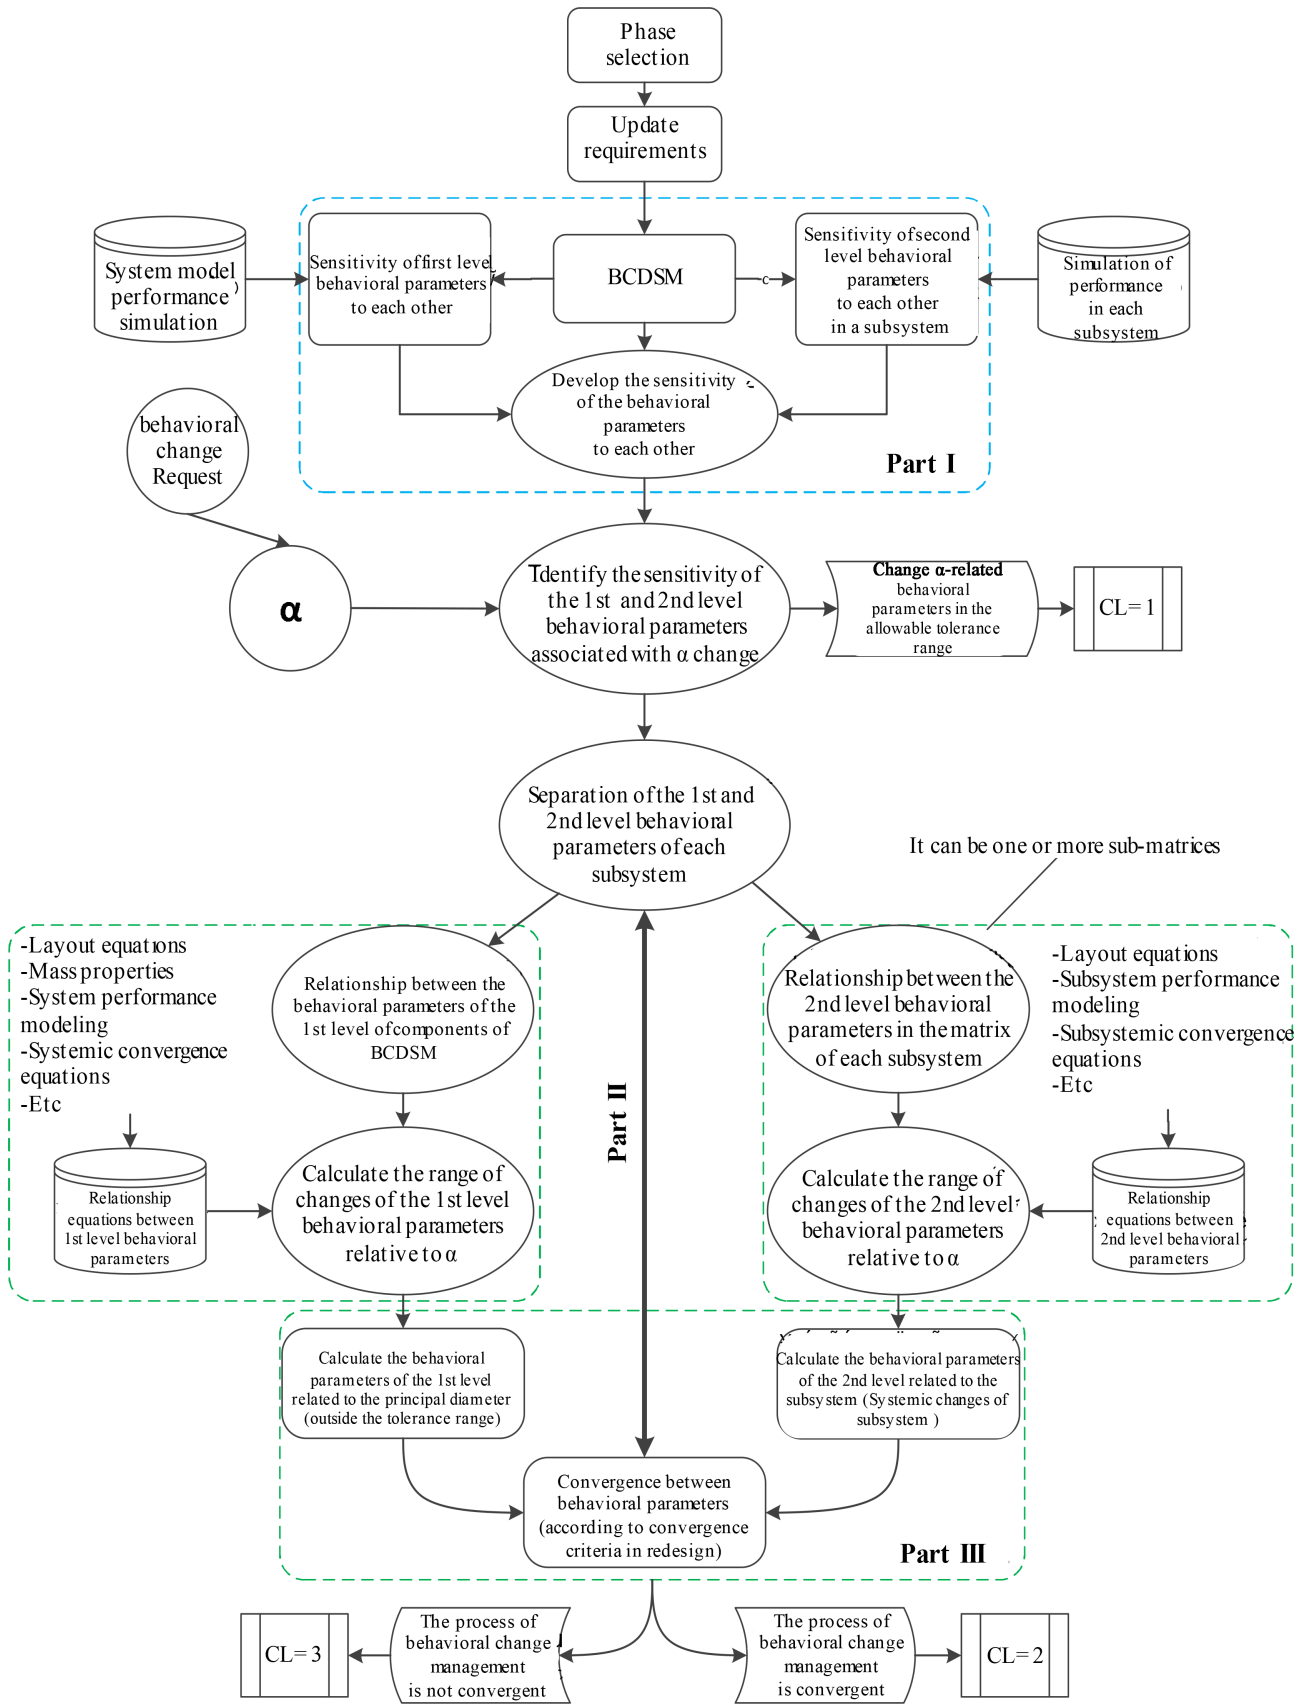 Phase
selection
Update
requirements
System model
performance
simulation
Sensitivity of first level
behavioral parameters
to each other
BCDSM
c
Sensitivity of second
level behavioral
parameters
to each other
in a subsystem
Simulation of
performance
in each
subsystem
Develop the sensitivity
of the behavioral
parameters
to each other
Part I
behavioral
change
Request
α
Identify the sensitivity of
the 1st and 2nd level
behavioral parameters
associated with α change
Change α-related
behavioral
parameters in the
allowable tolerance
range
CL=1
Separation of the 1st and
2nd level behavioral
parameters of each
subsystem
It can be one or more sub-matrices
-Layout equations
-Mass properties
-System performance
modeling
-Systemic convergence
equations
-Etc
Relationship between the
behavioral parameters of the
1st level of components of
BCDSM
Relationship between the
2nd level behavioral
parameters in the matrix
of each subsystem
-Layout equations
-Subsystem performance
modeling
-Subsystemic convergence
equations
-Etc
Part II
Relationship
equations between
1st level behavioral
parameters
Calculate the range of
changes of the 1st level
behavioral parameters
relative to α
Calculate the range of
changes of the 2nd level
behavioral parameters
relative to α
Relationship
equations between
2nd level behavioral
parameters
Calculate the behavioral
parameters of the 1st level
related to the principal diameter
(outside the tolerance range)
Calculate the behavioral parameters
of the 2nd level related to the
subsystem (Systemic changes of
subsystem )
Convergence between
behavioral parameters
(according to convergence
criteria in redesign)
Part III
CL=3
The process of
behavioral change
management
is not convergent
The process of
behavioral change
management
is convergent
CL=2